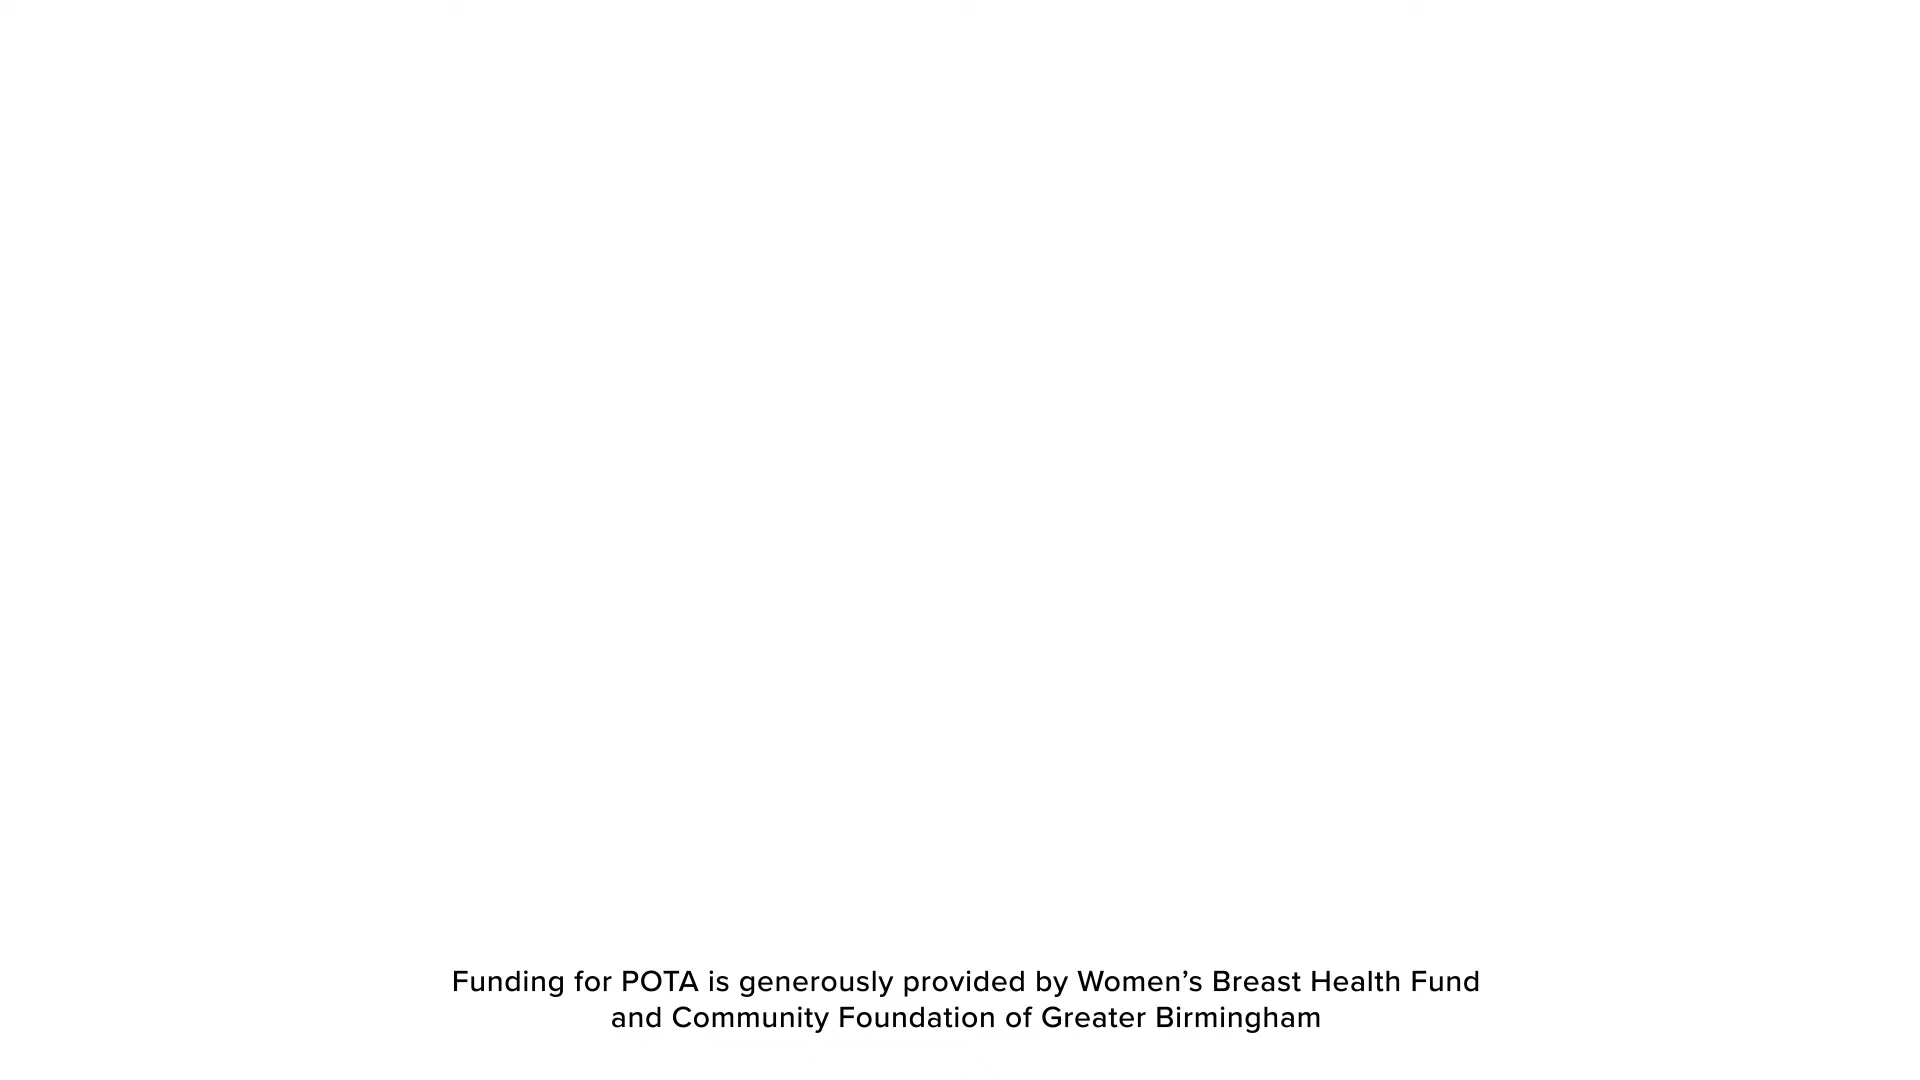 Funding for POTA is generously provided by Women’s Breast Health Fund
and Community Foundation of Greater Birmingham